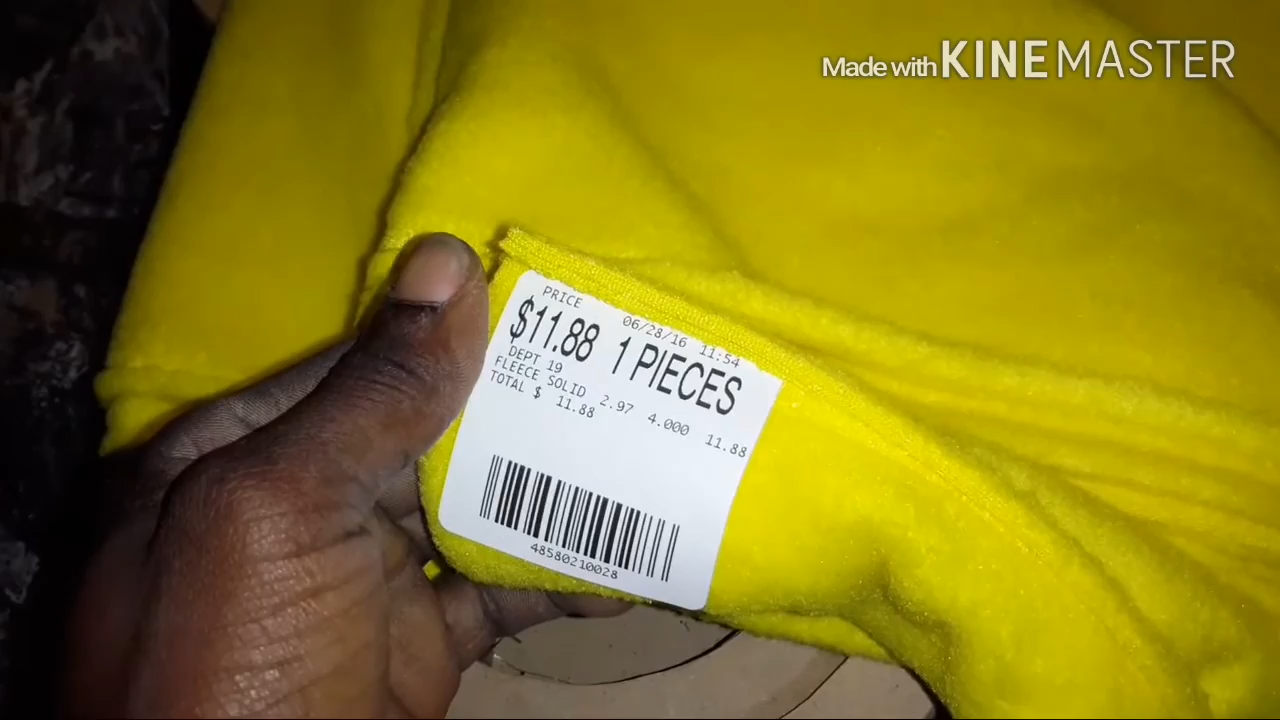 Made with KINEMASTER
PRICE 06/28/16 11:54
$11.88 1 PIECES
DEPT 19
FLEECE SOLID 2.97 4.000 11.88
TOTAL $ 11.88
48580210028